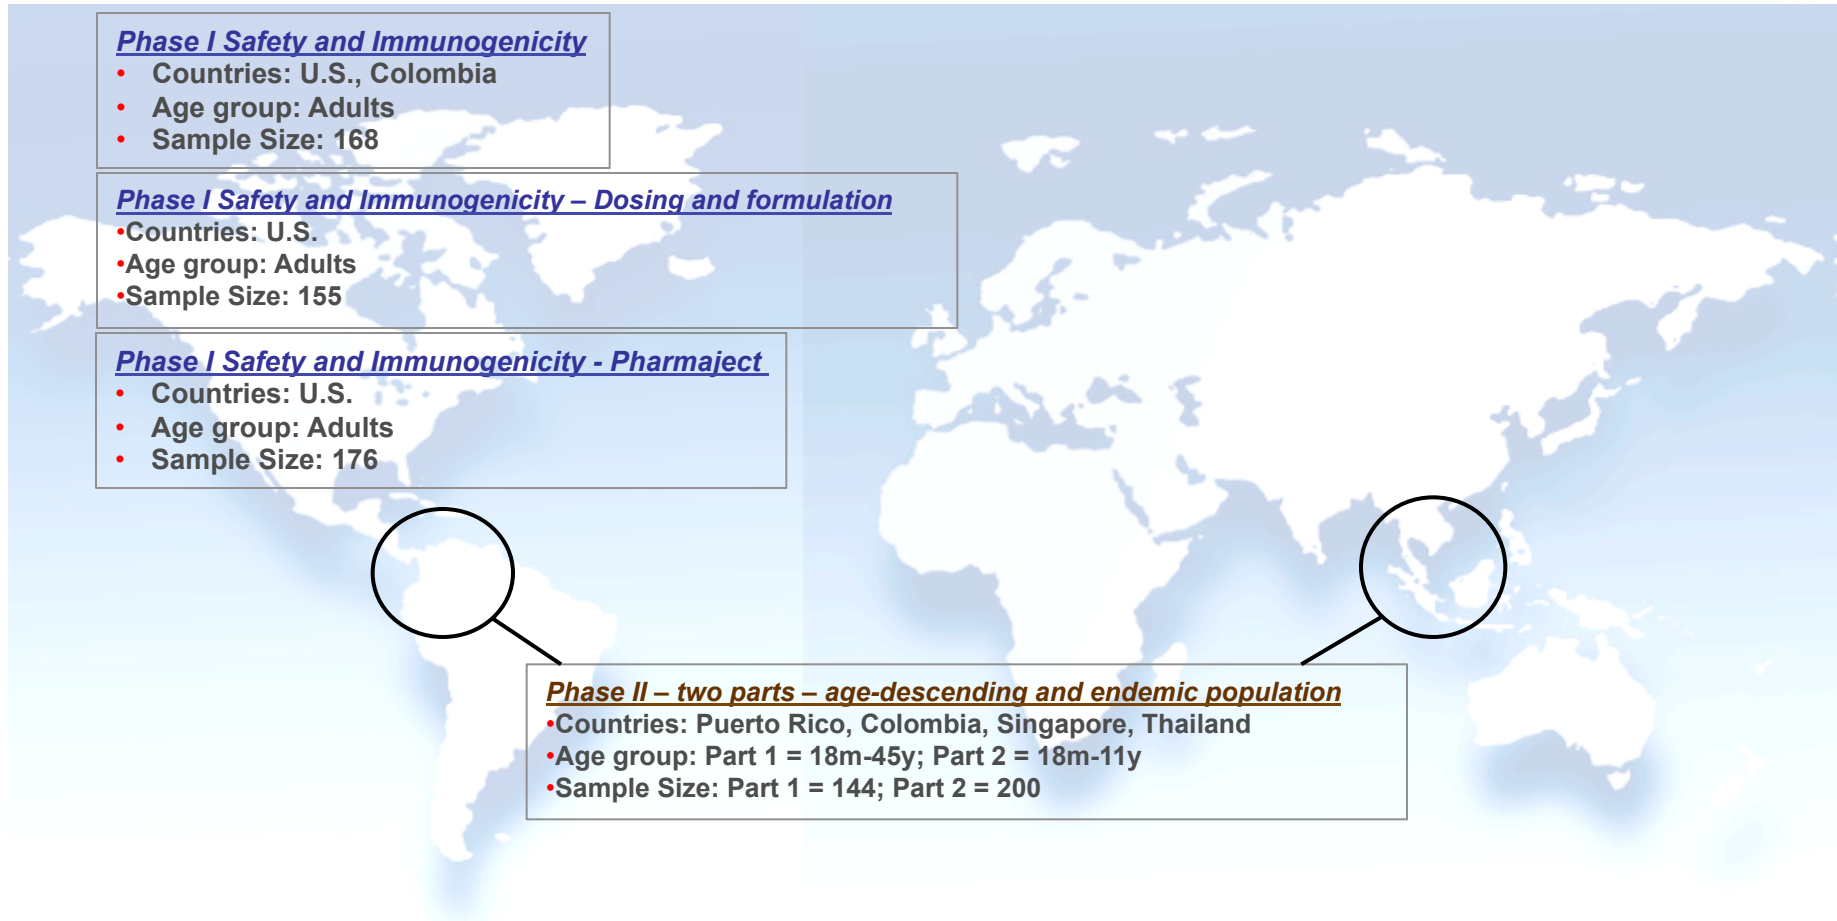 Phase I Safety and Immunogenicity
• Countries: U.S., Colombia
• Age group: Adults
• Sample Size: 168
Phase I Safety and Immunogenicity – Dosing and formulation
•Countries: U.S.
•Age group: Adults
•Sample Size: 155
Phase I Safety and Immunogenicity - Pharmaject
• Countries: U.S.
• Age group: Adults
• Sample Size: 176
Phase II – two parts – age-descending and endemic population
•Countries: Puerto Rico, Colombia, Singapore, Thailand
•Age group: Part 1 = 18m-45y; Part 2 = 18m-11y
•Sample Size: Part 1 = 144; Part 2 = 200